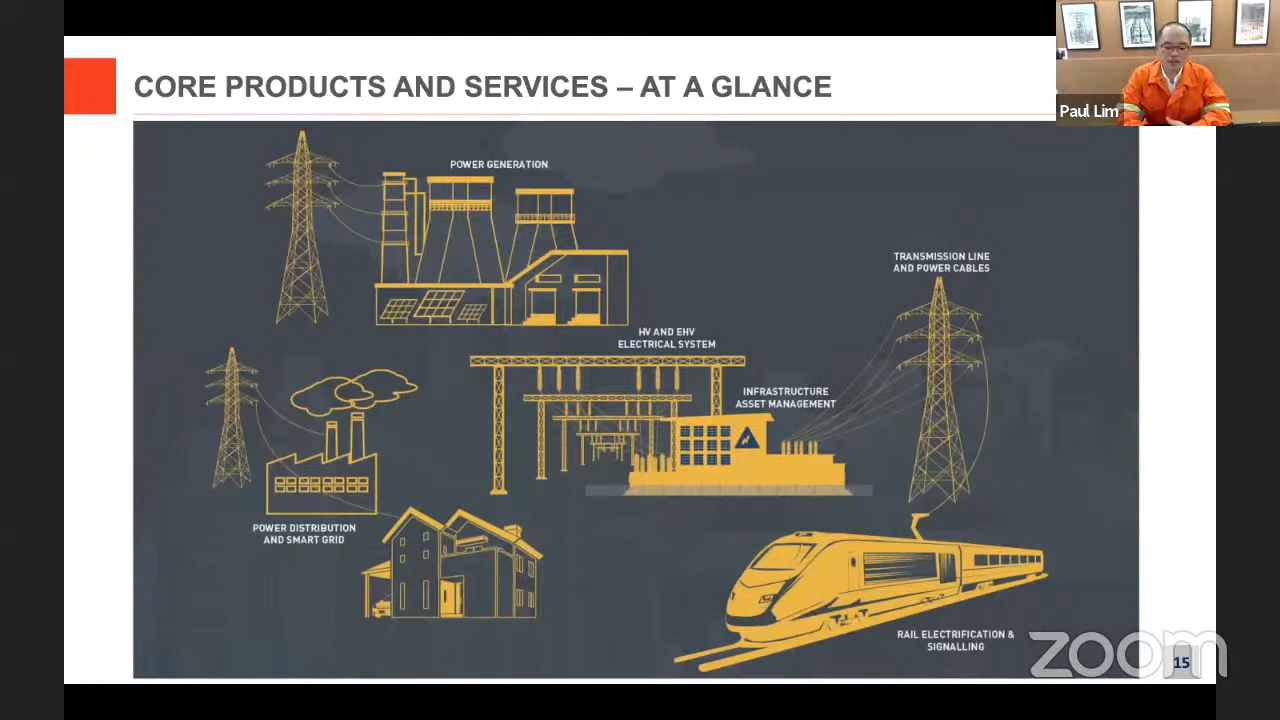 CORE PRODUCTS AND SERVICES – AT A GLANCE
Paul Lim
POWER GENERATION
TRANSMISSION LINE
AND POWER CABLES
HV AND EHV
ELECTRICAL SYSTEM
INFRASTRUCTURE
ASSET MANAGEMENT
POWER DISTRIBUTION
AND SMART GRID
RAIL ELECTRIFICATION &
SIGNALLING
zoom
15